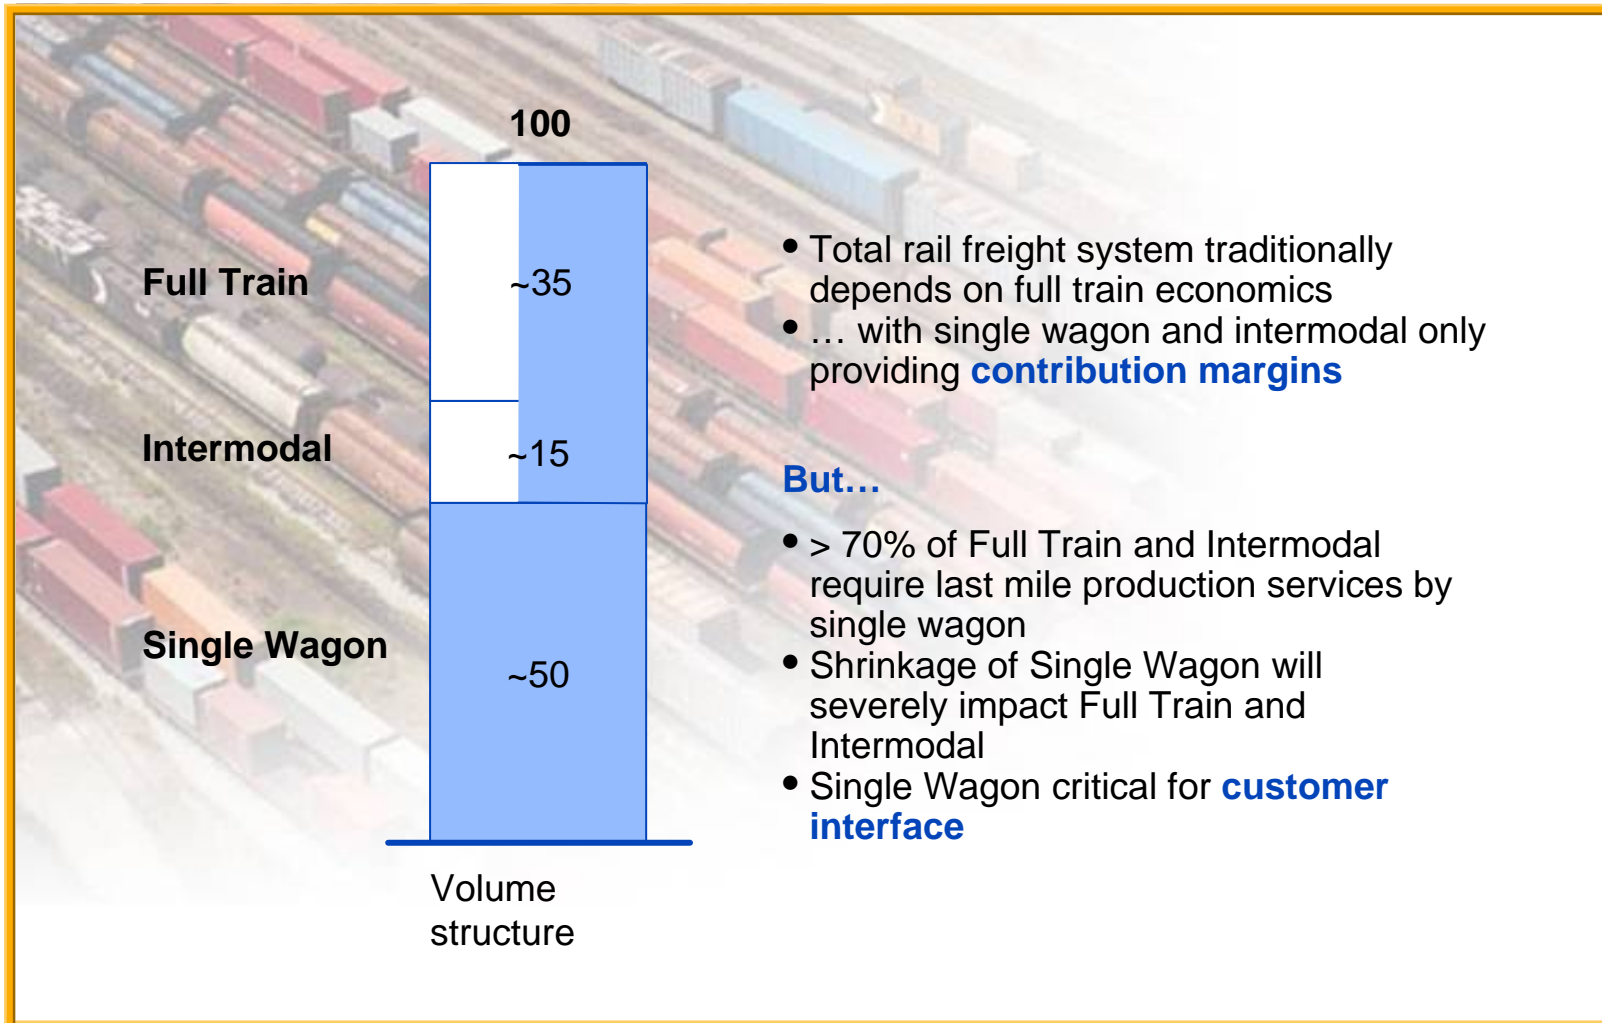 100
Full Train
~35
Intermodal
~15
Single Wagon
~50
Volume
structure
• Total rail freight system traditionally
depends on full train economics
• … with single wagon and intermodal only
providing contribution margins
But…
• > 70% of Full Train and Intermodal
require last mile production services by
single wagon
• Shrinkage of Single Wagon will
severely impact Full Train and
Intermodal
• Single Wagon critical for customer
interface